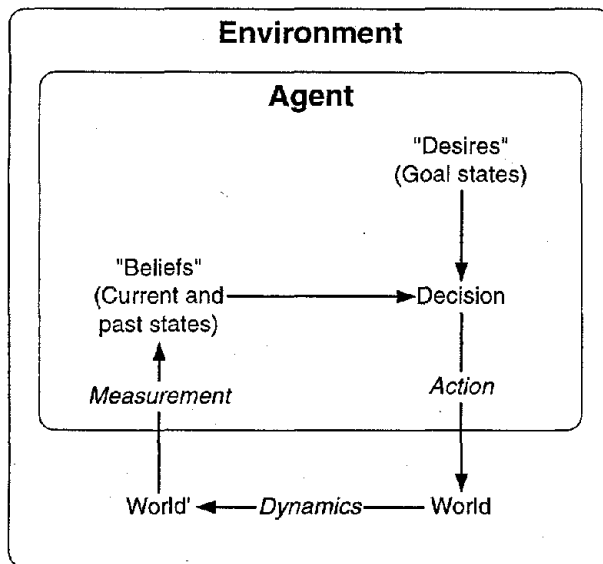 Environment
Agent
"Desires"
(Goal states)
"Beliefs"
(Current and
past states)
Decision
Measurement
Action
World'
Dynamics
World